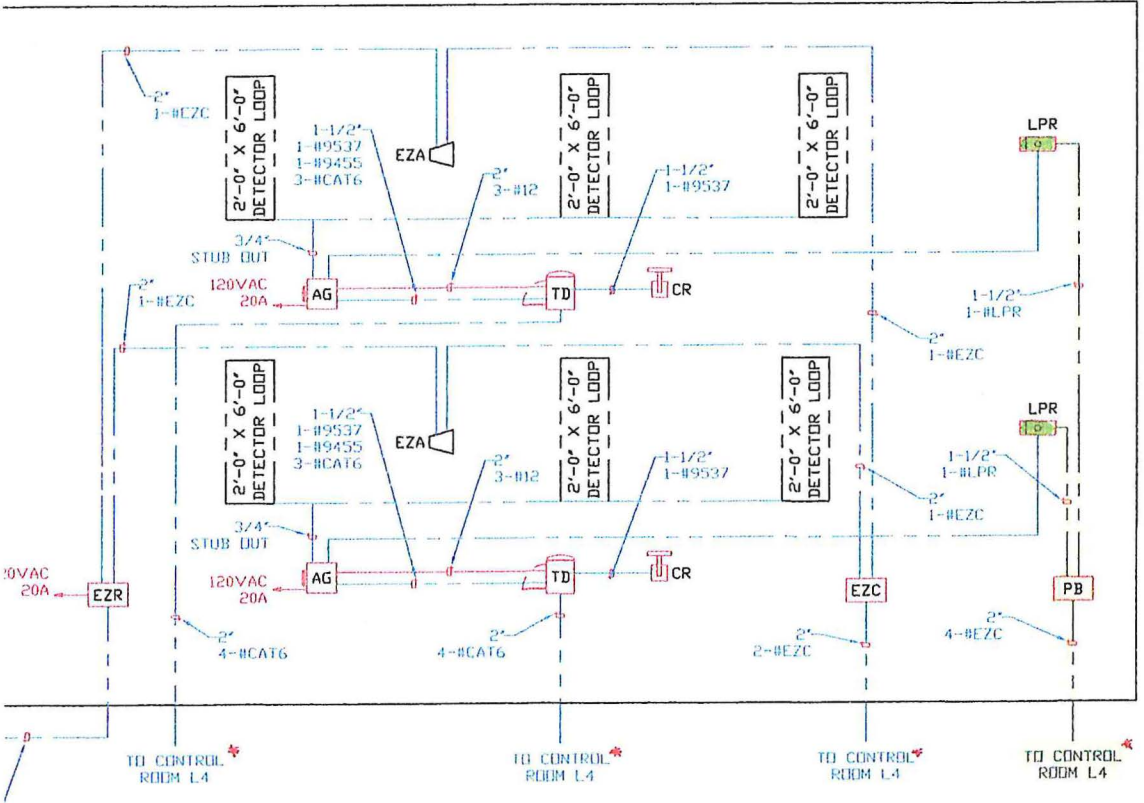 2"
1-#EZC
2'-0" X 6'-0"
DETECTOR LOOP
1-1/2"
1-#9537
1-#9455
3-#CAT6
EZA
2"
3-#12
2'-0" X 6'-0"
DETECTOR LOOP
1-1/2"
1-#9537
2'-0" X 6'-0"
DETECTOR LOOP
LPR
3/4"
STUB OUT
120VAC
20A
AG
TD
CR
2"
1-#EZC
1-1/2"
1-#LPR
2"
1-#EZC
2'-0" X 6'-0"
DETECTOR LOOP
1-1/2"
1-#9537
1-#9455
3-#CAT6
EZA
2"
3-#12
2'-0" X 6'-0"
DETECTOR LOOP
1-1/2"
1-#9537
2'-0" X 6'-0"
DETECTOR LOOP
LPR
1-1/2"
1-#LPR
2"
1-#EZC
3/4"
STUB OUT
120VAC
20A
AG
TD
CR
20A
EZR
EZC
PB
2"
4-#CAT6
2"
4-#CAT6
2"
2-#EZC
2"
4-#EZC
TO CONTROL*
ROOM L4
TO CONTROL*
ROOM L4
TO CONTROL*
ROOM L4
TO CONTROL*
ROOM L4